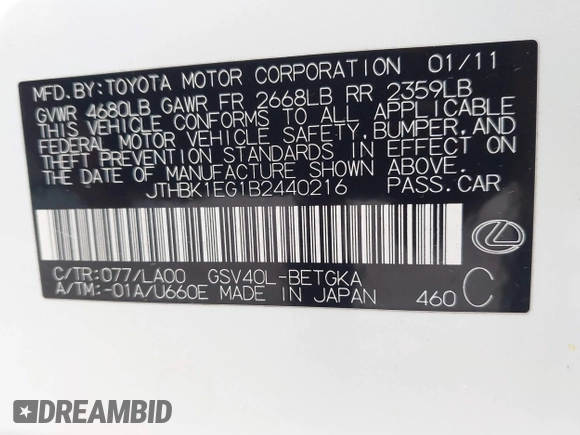 MFD.BY:TOYOTA MOTOR CORPORATION 01/11
GVWR 4680LB GAWR FR 2668LB RR 2359LB
THIS VEHICLE CONFORMS TO ALL APPLICABLE
FEDERAL MOTOR VEHICLE SAFETY,BUMPER,AND
THEFT PREVENTION STANDARDS IN EFFECT ON
THE DATE OF MANUFACTURE SHOWN ABOVE.
JTHBK1EG1B2440216 PASS.CAR
C/TR:077/LA00 GSV40L-BETGKA
A/TM:-01A/U660E MADE IN JAPAN 460 C
DREAMBID